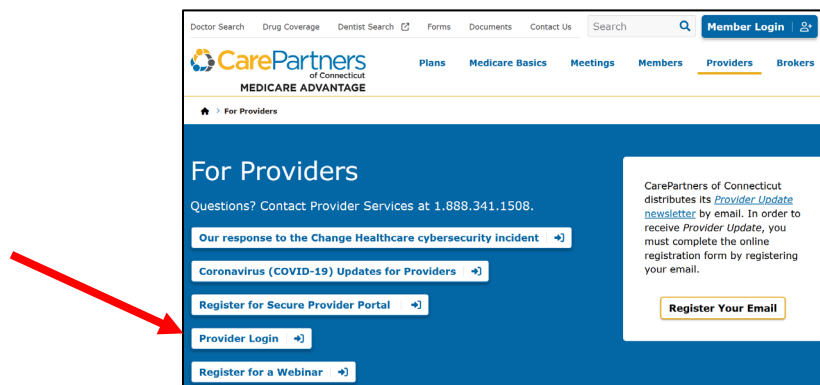 Doctor Search Drug Coverage Dentist Search Forms Documents Contact Us Search Member Login
CarePartners
of Connecticut
MEDICARE ADVANTAGE
Plans Medicare Basics Meetings Members Providers Brokers
> For Providers
For Providers
Questions? Contact Provider Services at 1.888.341.1508.
Our response to the Change Healthcare cybersecurity incident
Coronavirus (COVID-19) Updates for Providers
Register for Secure Provider Portal
Provider Login
Register for a Webinar
CarePartners of Connecticut
distributes its Provider Update
newsletter by email. In order to
receive Provider Update, you
must complete the online
registration form by registering
your email.
Register Your Email